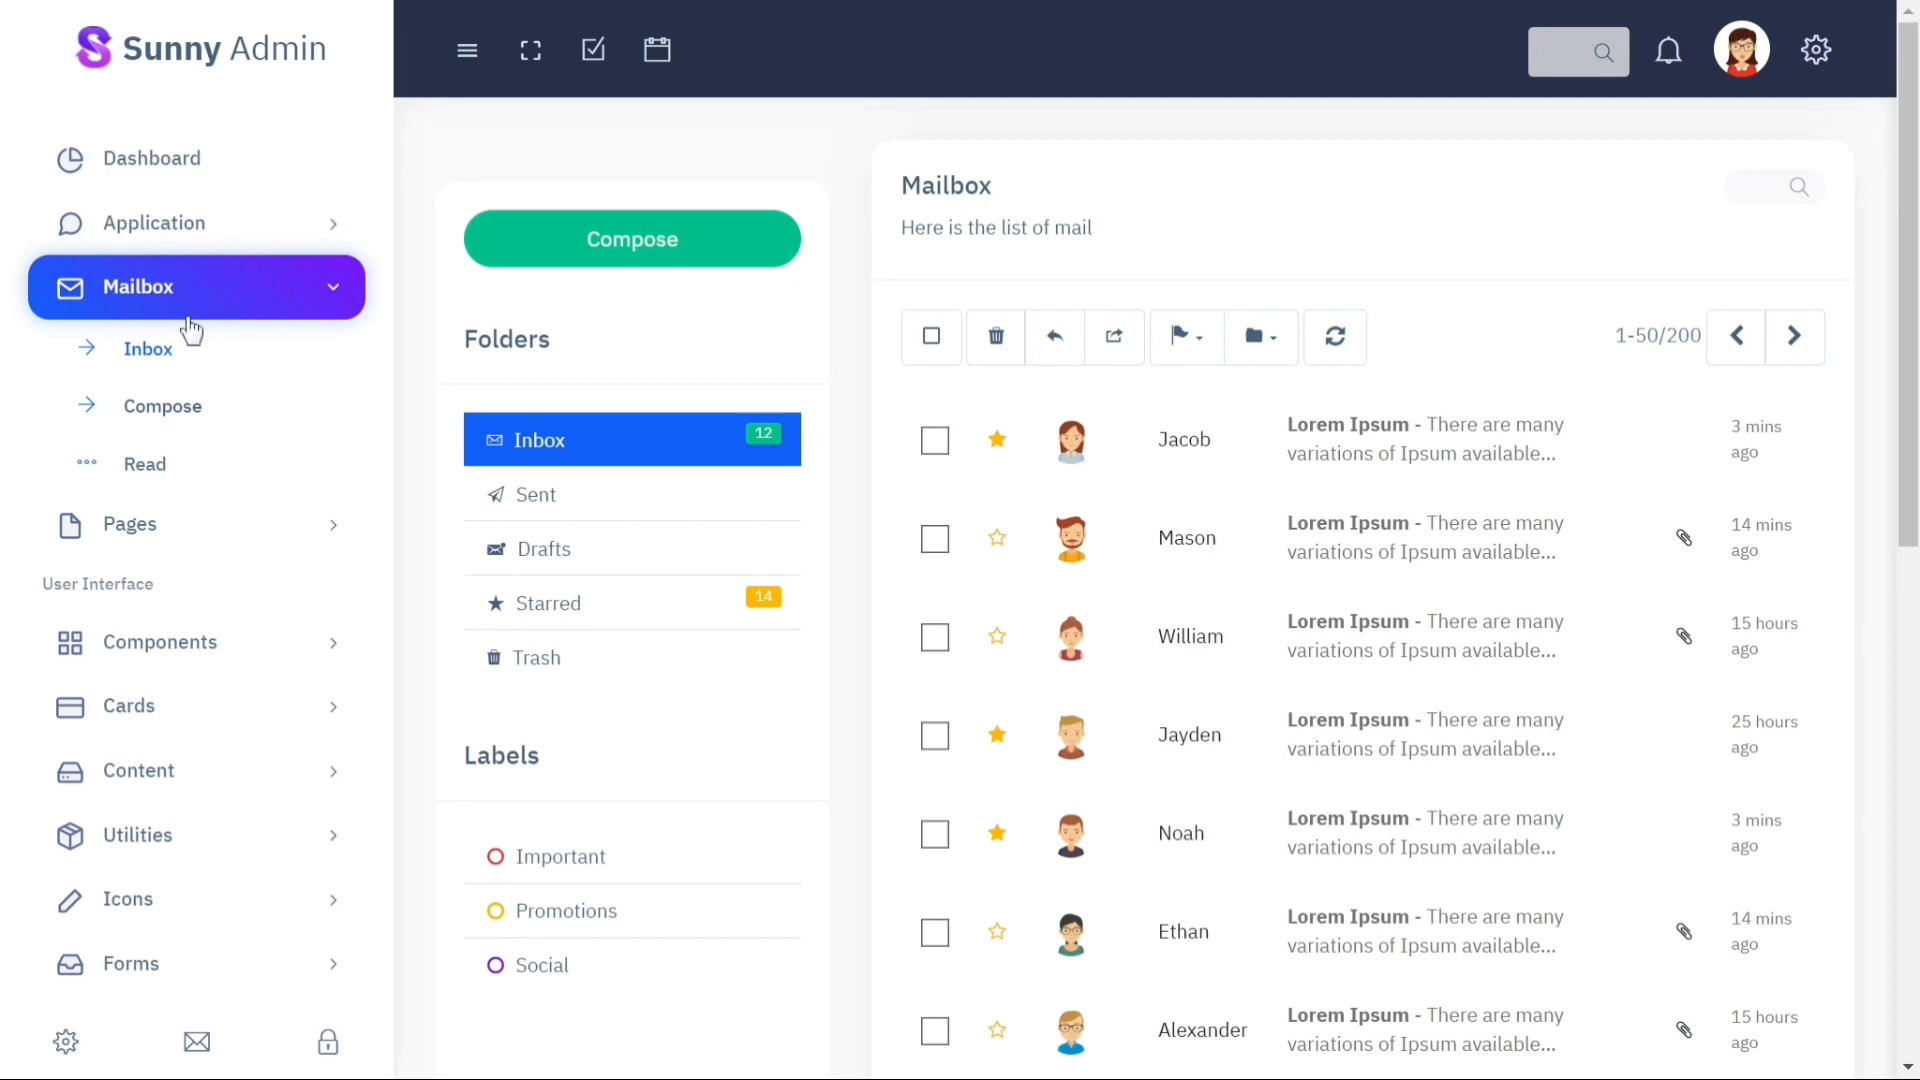 Sunny Admin
Dashboard
Application
Mailbox
Inbox
Compose
Read
Pages
User Interface
Components
Cards
Content
Utilities
Icons
Forms
Compose
Folders
Inbox 12
Sent
Drafts
Starred 14
Trash
Labels
Important
Promotions
Social
Mailbox
Here is the list of mail
1-50/200
Jacob
Lorem Ipsum - There are many
variations of Ipsum available...
3 mins
ago
Mason
Lorem Ipsum - There are many
variations of Ipsum available...
14 mins
ago
William
Lorem Ipsum - There are many
variations of Ipsum available...
15 hours
ago
Jayden
Lorem Ipsum - There are many
variations of Ipsum available...
25 hours
ago
Noah
Lorem Ipsum - There are many
variations of Ipsum available...
3 mins
ago
Ethan
Lorem Ipsum - There are many
variations of Ipsum available...
14 mins
ago
Alexander
Lorem Ipsum - There are many
variations of Ipsum available...
15 hours
ago